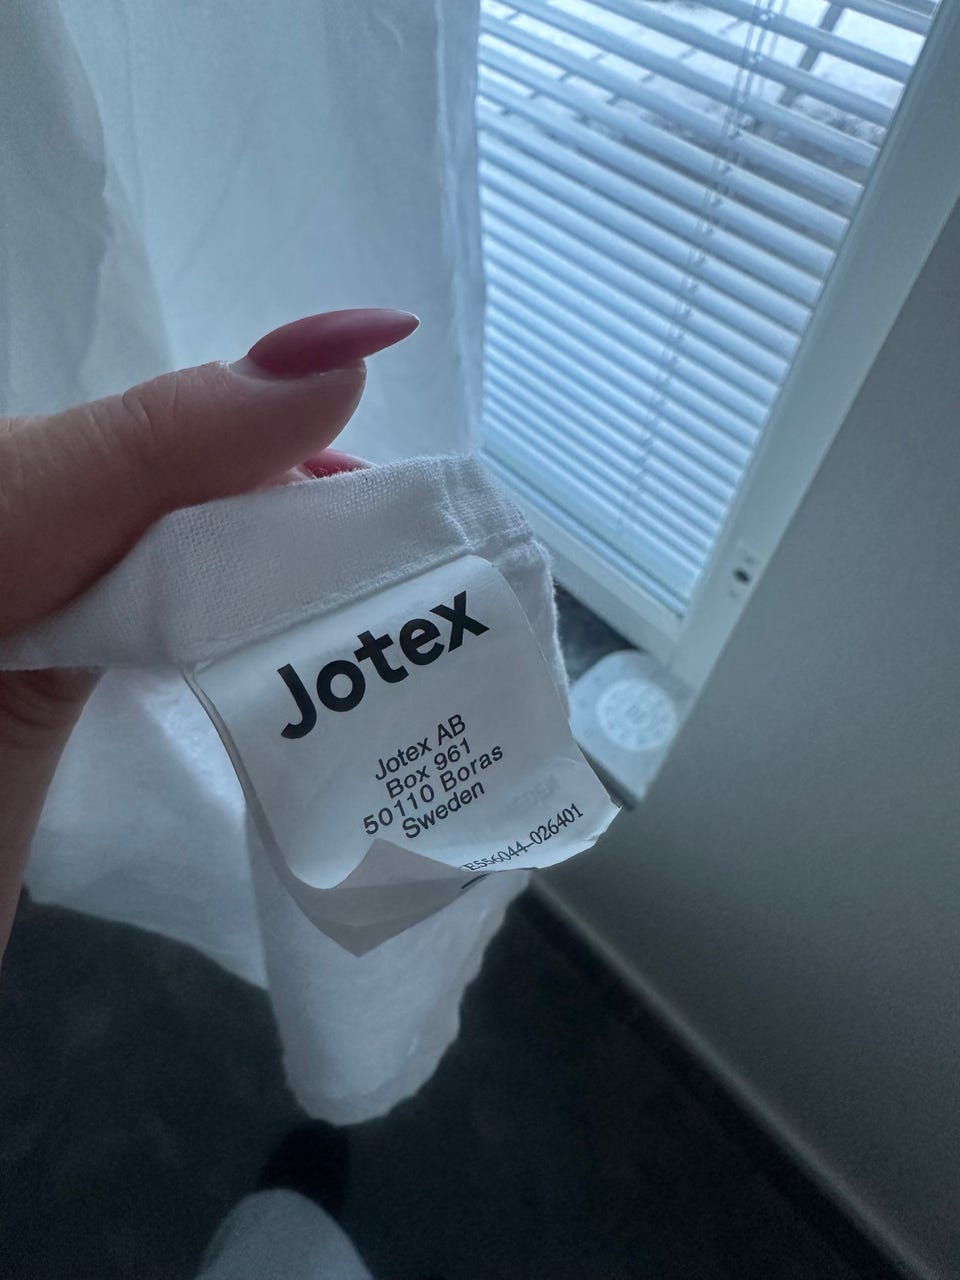 Jotex
Jotex AB
Box 961
50110 Boras
Sweden
E556044-026401